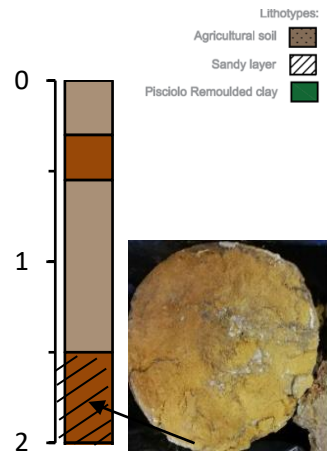 Lithotypes:
Agricultural soil
Sandy layer
Pisciolo Remoulded clay
0
1
2